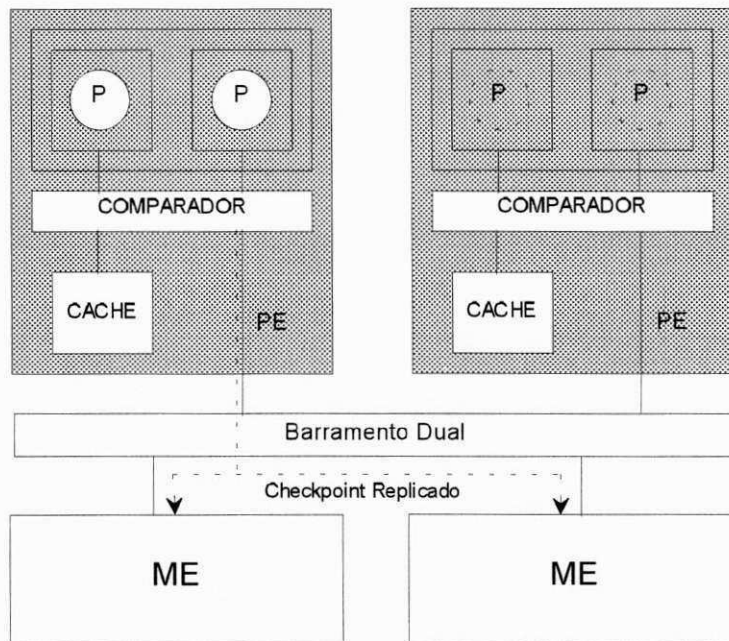 P P P P
COMPARADOR COMPARADOR
CACHE PE CACHE PE
Barramento Dual
Checkpoint Replicado
ME ME